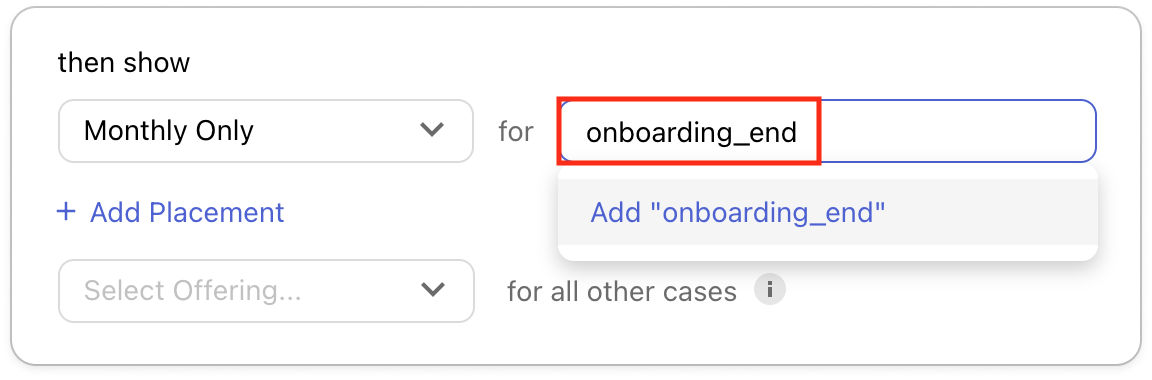 then show
Monthly Only for onboarding_end
+ Add Placement Add "onboarding_end"
Select Offering... for all other cases i